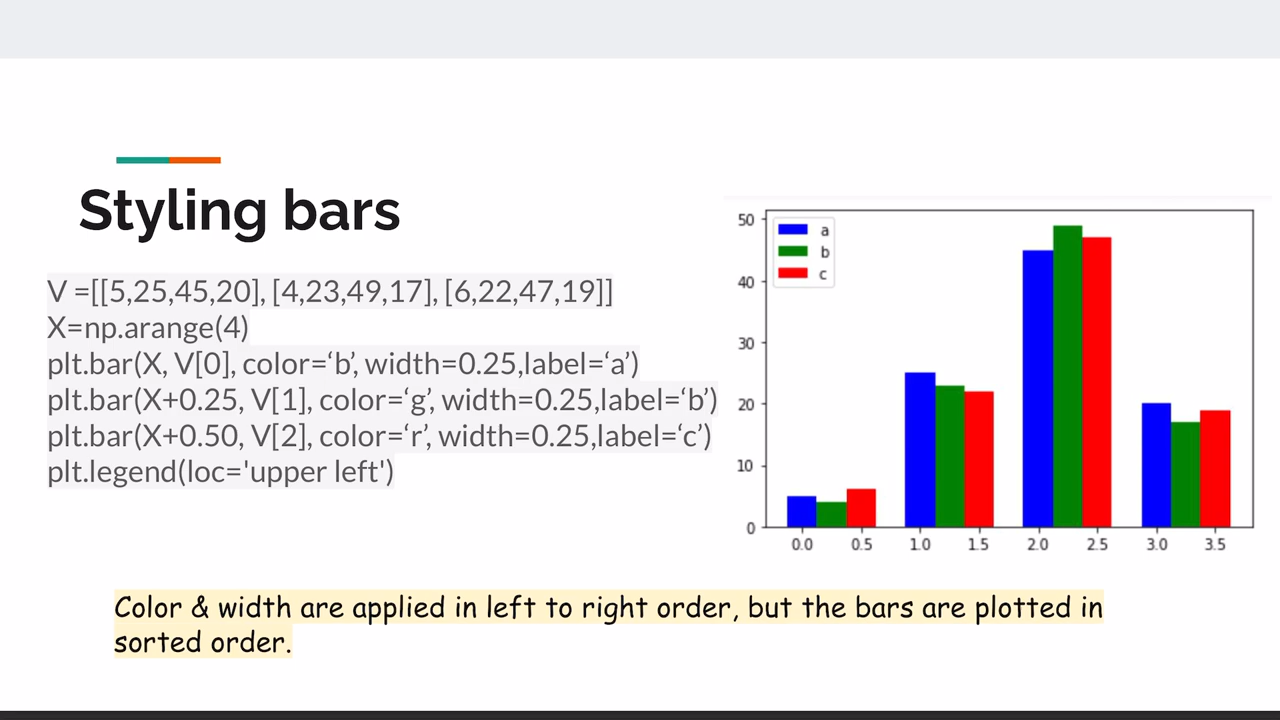 Styling bars
V =[[5,25,45,20], [4,23,49,17], [6,22,47,19]]
X=np.arange(4)
plt.bar(X, V[0], color=‘b’, width=0.25,label=‘a’)
plt.bar(X+0.25, V[1], color=‘g’, width=0.25,label=‘b’)
plt.bar(X+0.50, V[2], color=‘r’, width=0.25,label=‘c’)
plt.legend(loc='upper left')
a
b
c
50
40
30
20
10
0
0.0 0.5 1.0 1.5 2.0 2.5 3.0 3.5
Color & width are applied in left to right order, but the bars are plotted in
sorted order.